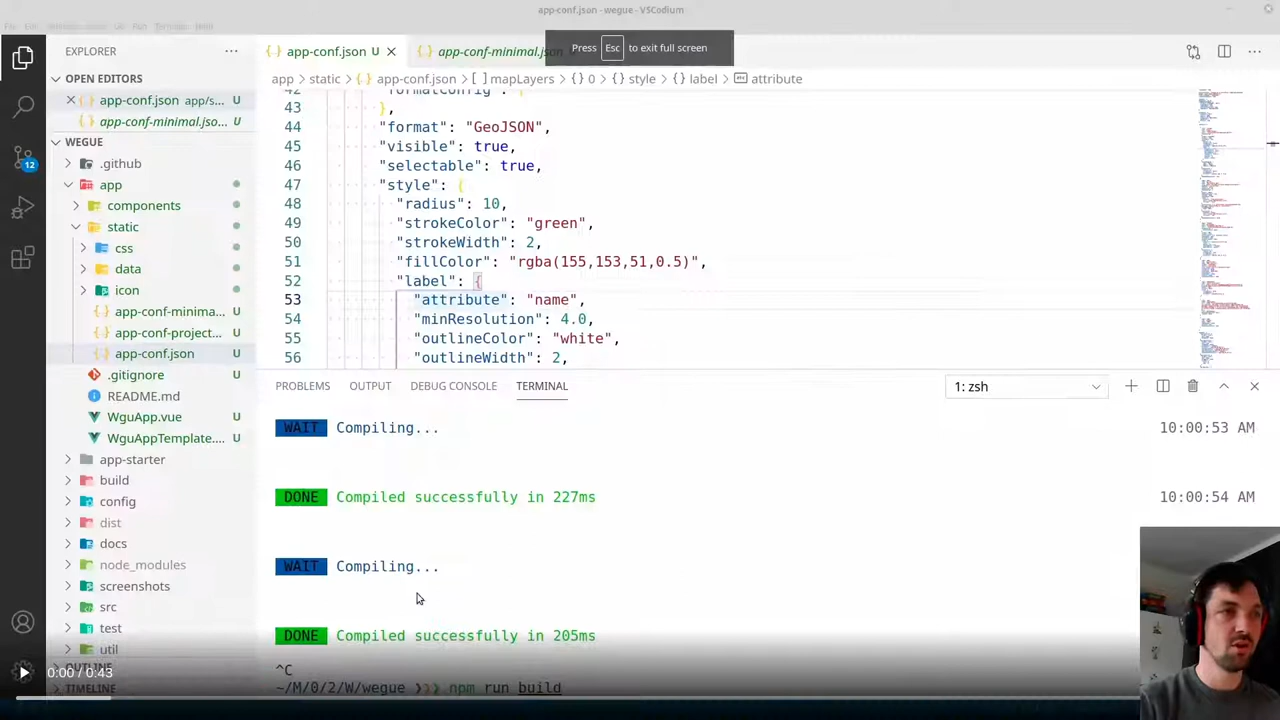 app-conf.json - wegue - VSCodium
Press Esc to exit full screen
EXPLORER
OPEN EDITORS
app-conf.json app/s... U
app-conf-minimal.jso... U
WEGUE
.github
app
components
static
css
data
icon
app-conf-minima... U
app-conf-project... U
app-conf.json U
.gitignore U
README.md U
WguApp.vue U
WguAppTemplate.... U
app-starter
build
config
dist
docs
node_modules
screenshots
src
test
util
OUTLINE
TIMELINE
12
app-conf.json U
app-conf-minimal.json
app > static > app-conf.json > [ ] mapLayers > {} 0 > {} style > {} label > attribute
42 "formatConfig": {
43 },
44 "format": "GeoJSON",
45 "visible": true,
46 "selectable": true,
47 "style": {
48 "radius": 10,
49 "strokeColor": "green",
50 "strokeWidth": 2,
51 "fillColor": "rgba(155,153,51,0.5)",
52 "label": {
53 "attribute": "name",
54 "minResolution": 4.0,
55 "outlineColor": "white",
56 "outlineWidth": 2,
PROBLEMS OUTPUT DEBUG CONSOLE TERMINAL 1: zsh
WAIT Compiling... 10:00:53 AM
DONE Compiled successfully in 227ms 10:00:54 AM
WAIT Compiling...
DONE Compiled successfully in 205ms
^C
~/M/0/2/W/wegue ❯❯❯ npm run build
0:00 / 0:43